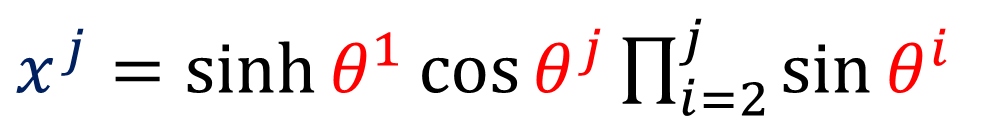 x^j = sinh θ^1 cos θ^j ∏_{i=2}^{j} sin θ^i